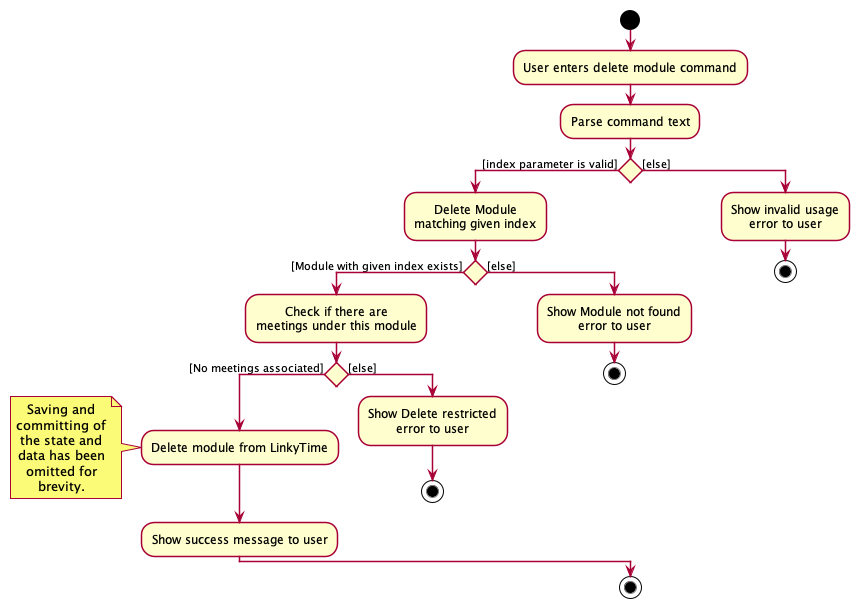 User enters delete module command
Parse command text
[index parameter is valid]
[else]
Delete Module
matching given index
Show invalid usage
error to user
[Module with given index exists]
[else]
Check if there are
meetings under this module
Show Module not found
error to user
[No meetings associated]
[else]
Saving and
committing of
the state and
data has been
omitted for
brevity.
Delete module from LinkyTime
Show Delete restricted
error to user
Show success message to user